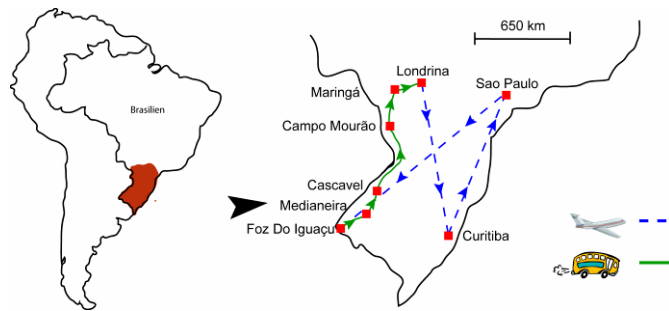 Brasilien
650 km
Londrina
Maringá
Sao Paulo
Campo Mourão
Cascavel
Medianeira
Foz Do Iguaçu
Curitiba